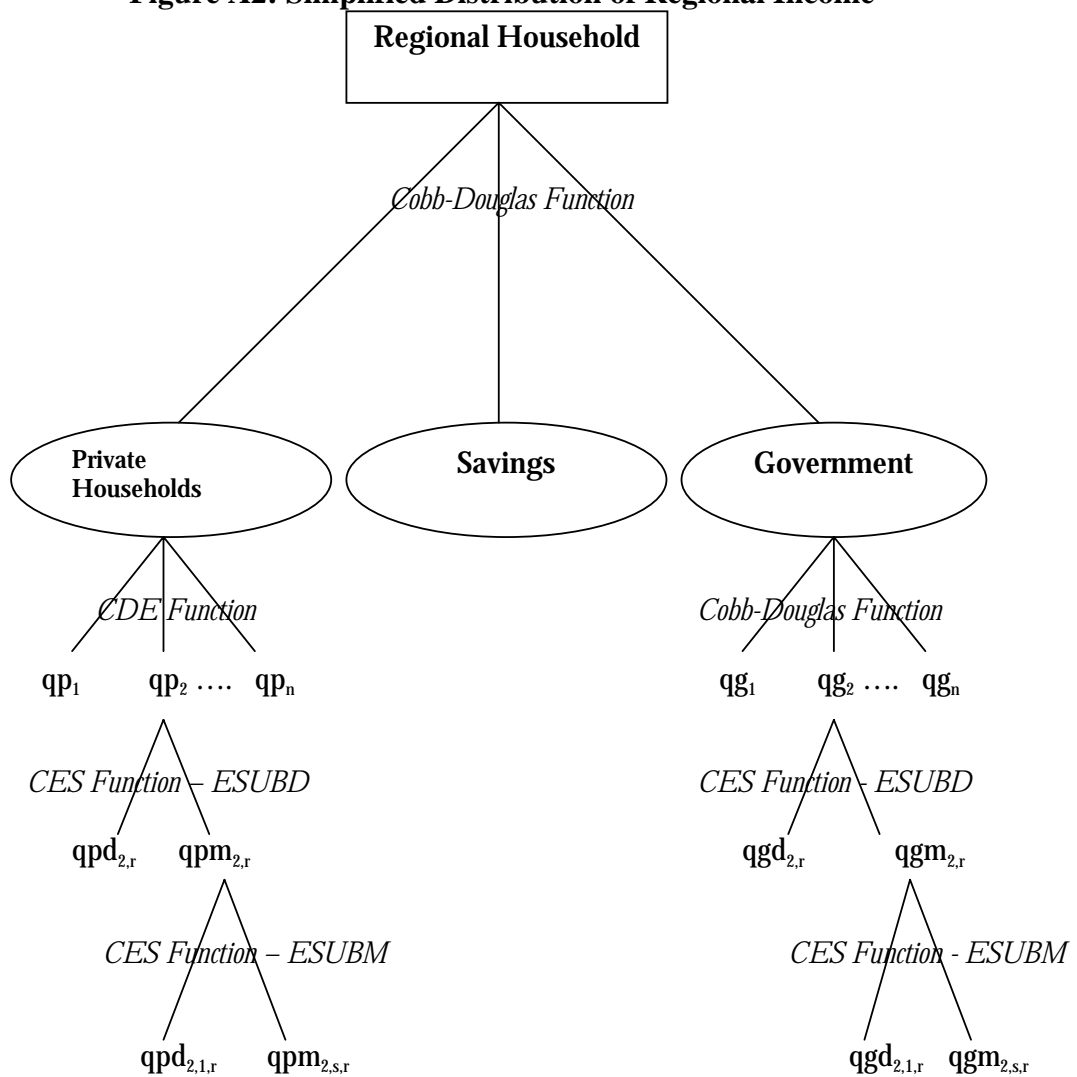 Figure A2: Simplified Distribution of Regional Income
Regional Household
Cobb-Douglas Function
Private
Households
Savings
Government
CDE Function
Cobb-Douglas Function
qp₁ qp₂ …. qpₙ
qg₁ qg₂ …. qgₙ
CES Function – ESUBD
CES Function - ESUBD
qpd₂,r qpm₂,r
qgd₂,r qgm₂,r
CES Function – ESUBM
CES Function - ESUBM
qpd₂,₁,r qpm₂,s,r
qgd₂,₁,r qgm₂,s,r